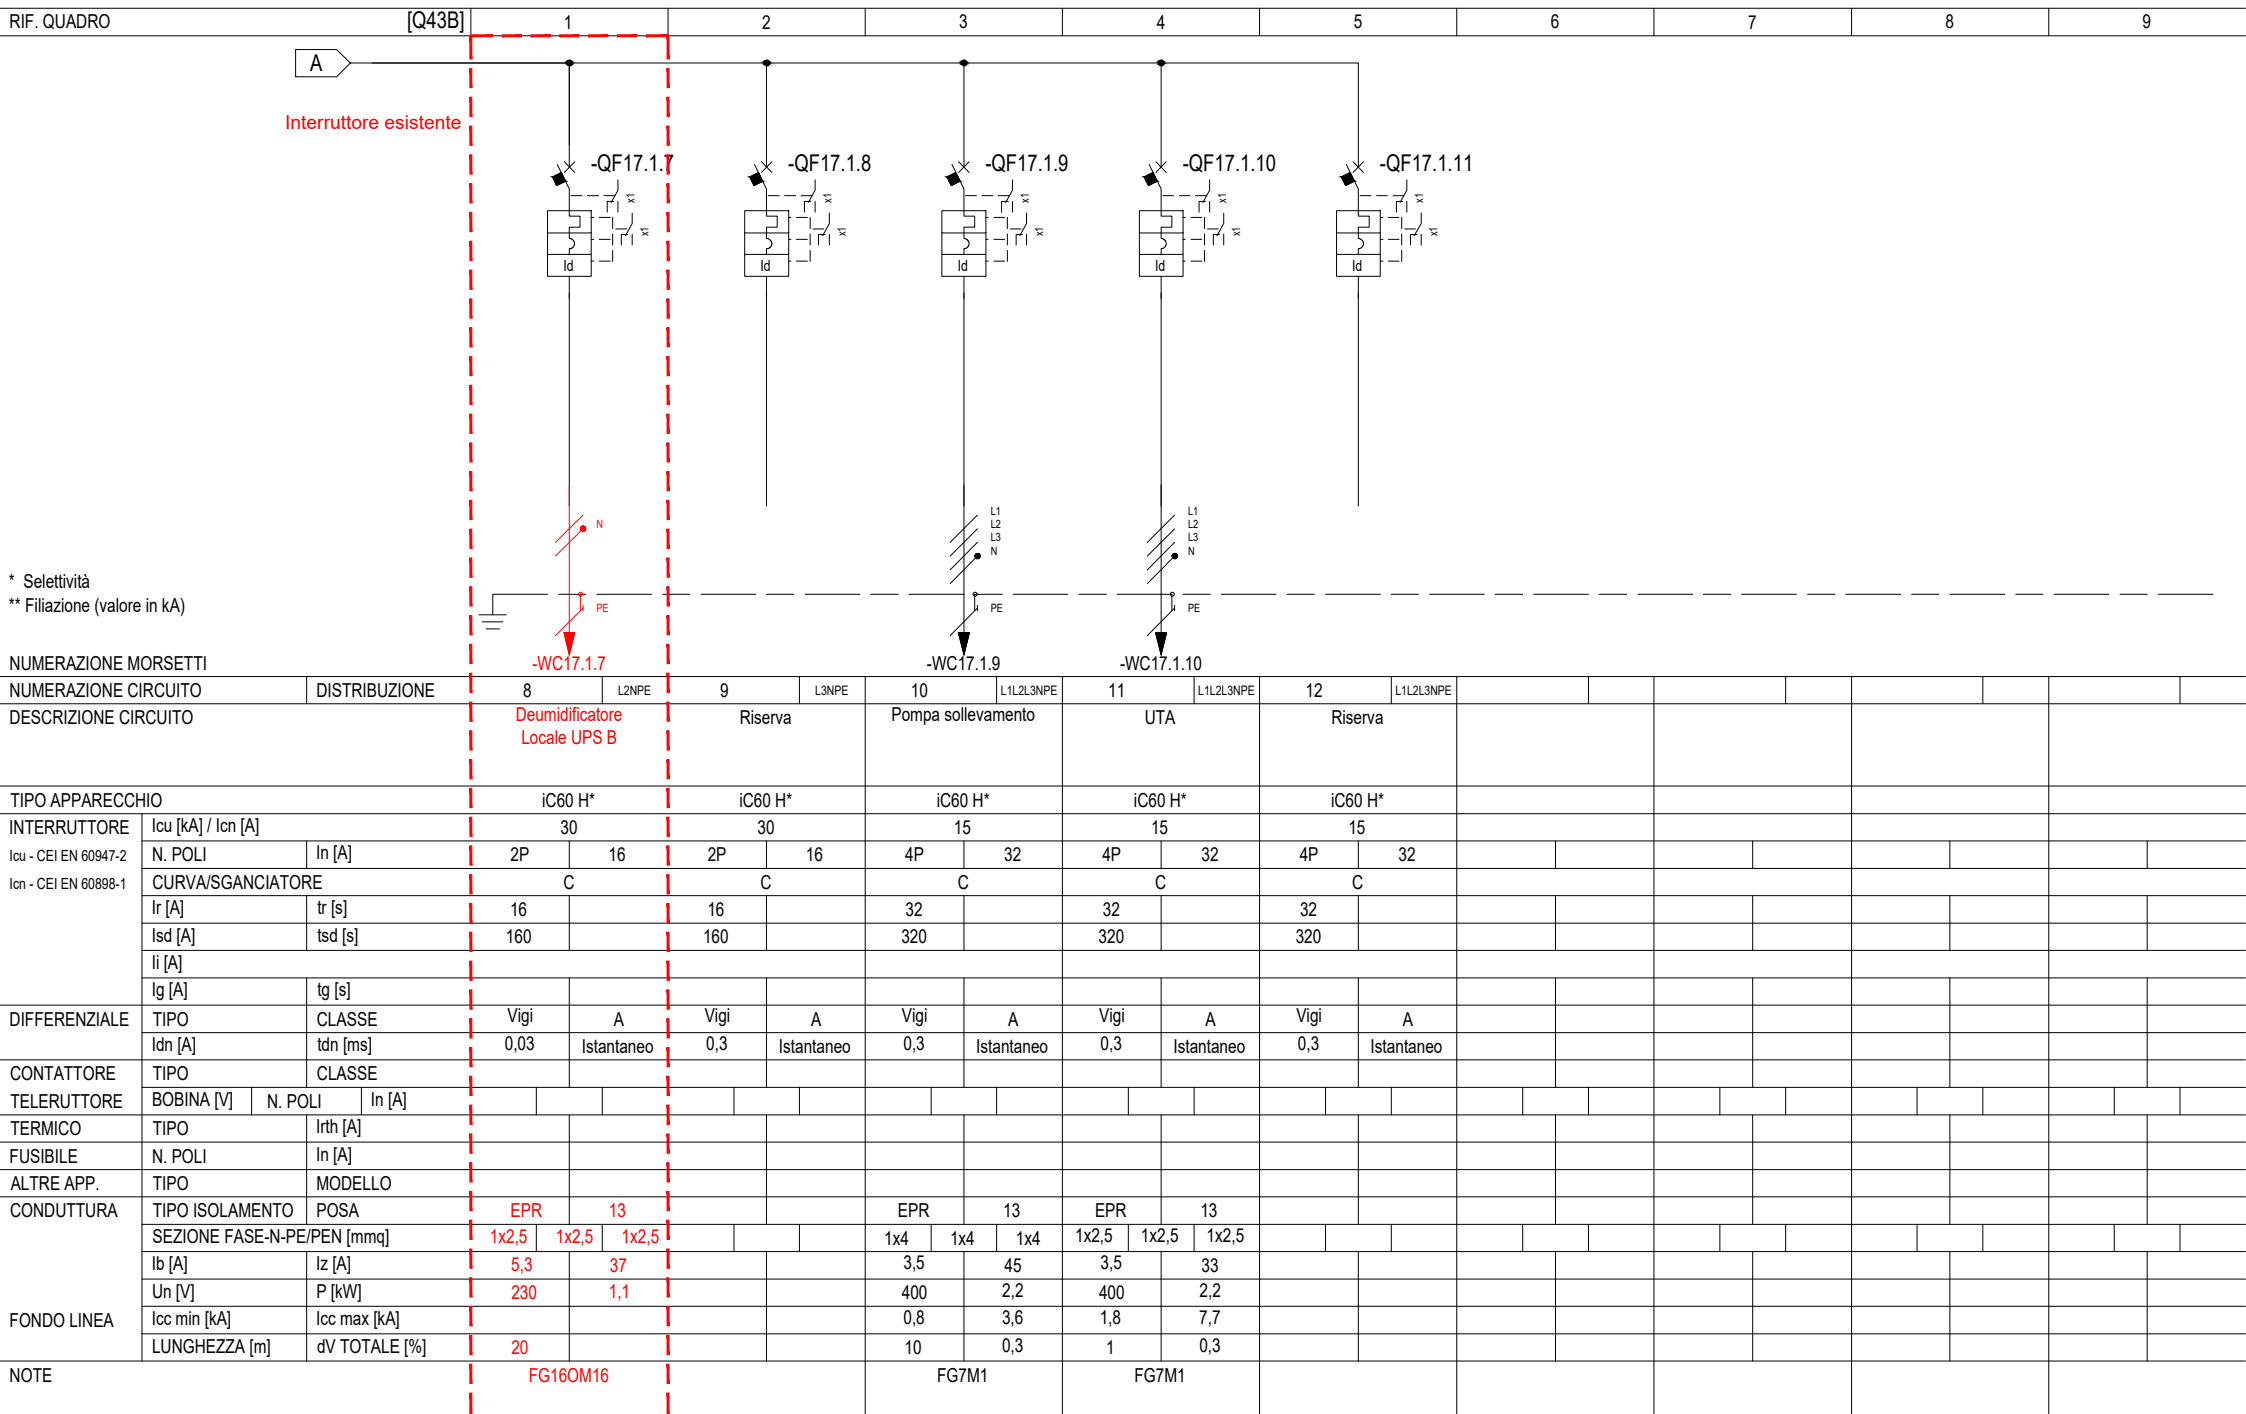 RIF. QUADRO [Q43B] 1 2 3 4 5 6 7 8 9
A
Interruttore esistente
-QF17.1.7 -QF17.1.8 -QF17.1.9 -QF17.1.10 -QF17.1.11
x1 x1 x1 x1 x1
x1 x1 x1 x1 x1
Id Id Id Id Id
L1 L1
L2 L2
L3 L3
N N N
* Selettività
** Filiazione (valore in kA)
PE PE PE
NUMERAZIONE MORSETTI -WC17.1.7 -WC17.1.9 -WC17.1.10
NUMERAZIONE CIRCUITO DISTRIBUZIONE 8 L2NPE 9 L3NPE 10 L1L2L3NPE 11 L1L2L3NPE 12 L1L2L3NPE
DESCRIZIONE CIRCUITO Deumidificatore Riserva Pompa sollevamento UTA Riserva
Locale UPS B
TIPO APPARECCHIO iC60 H* iC60 H* iC60 H* iC60 H* iC60 H*
INTERRUTTORE Icu [kA] / Icn [A] 30 30 15 15 15
Icu - CEI EN 60947-2 N. POLI In [A] 2P 16 2P 16 4P 32 4P 32 4P 32
Icn - CEI EN 60898-1 CURVA/SGANCIATORE C C C C C
Ir [A] tr [s] 16 16 32 32 32
Isd [A] tsd [s] 160 160 320 320 320
Ii [A]
Ig [A] tg [s]
DIFFERENZIALE TIPO CLASSE Vigi A Vigi A Vigi A Vigi A Vigi A
Idn [A] tdn [ms] 0,03 Istantaneo 0,3 Istantaneo 0,3 Istantaneo 0,3 Istantaneo 0,3 Istantaneo
CONTATTORE TIPO CLASSE
TELERUTTORE BOBINA [V] N. POLI In [A]
TERMICO TIPO Irth [A]
FUSIBILE N. POLI In [A]
ALTRE APP. TIPO MODELLO
CONDUTTURA TIPO ISOLAMENTO POSA EPR 13 EPR 13 EPR 13
SEZIONE FASE-N-PE/PEN [mmq] 1x2,5 1x2,5 1x2,5 1x4 1x4 1x4 1x2,5 1x2,5 1x2,5
Ib [A] Iz [A] 5,3 37 3,5 45 3,5 33
Un [V] P [kW] 230 1,1 400 2,2 400 2,2
FONDO LINEA Icc min [kA] Icc max [kA] 0,8 3,6 1,8 7,7
LUNGHEZZA [m] dV TOTALE [%] 20 10 0,3 1 0,3
NOTE FG16OM16 FG7M1 FG7M1